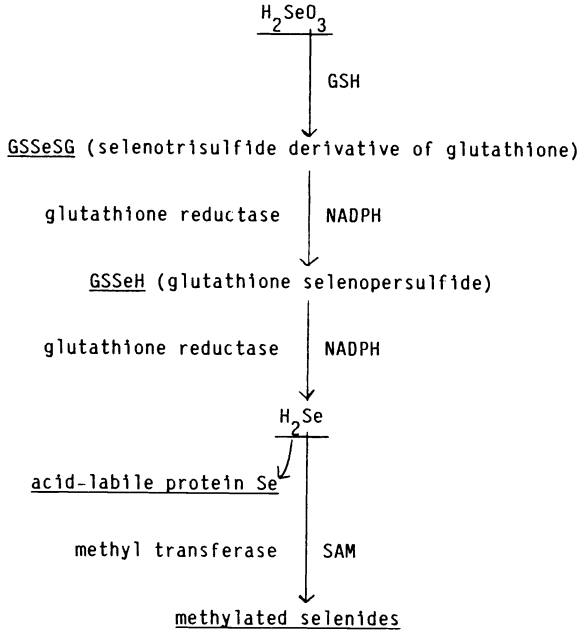 H2SeO3
GSH
GSSeSG (selenotrisulfide derivative of glutathione)
glutathione reductase NADPH
GSSeH (glutathione selenopersulfide)
glutathione reductase NADPH
H2Se
acid-labile protein Se
methyl transferase SAM
methylated selenides